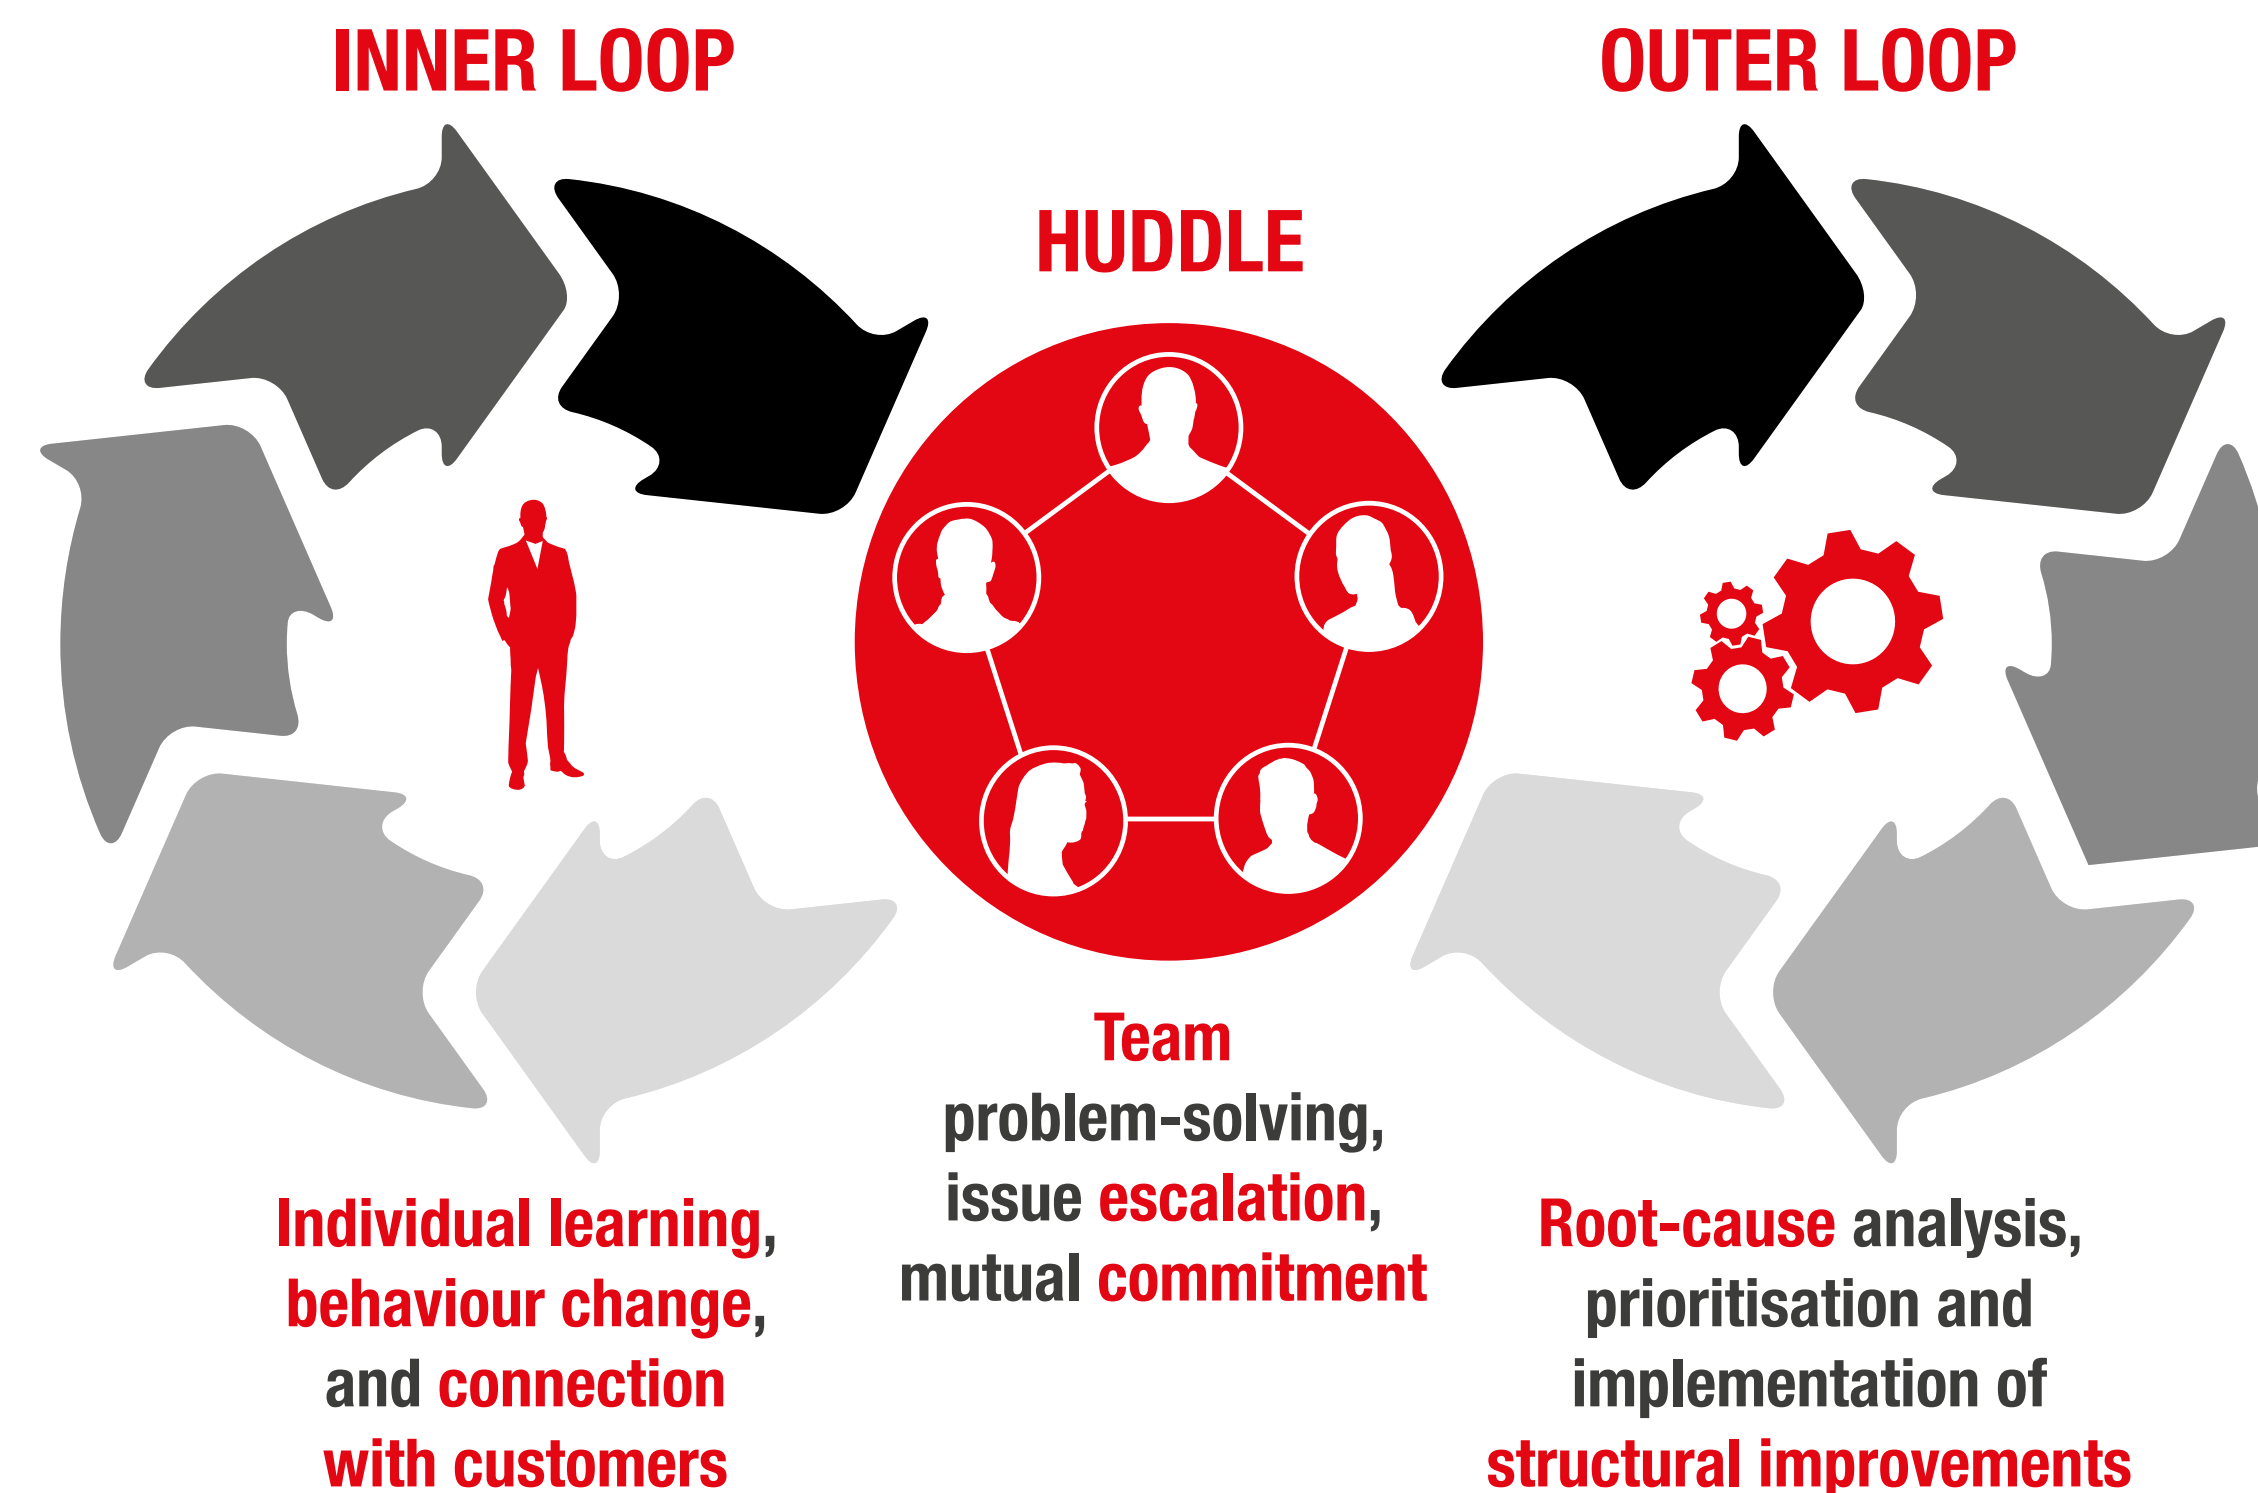 INNER LOOP
Individual learning,
behaviour change,
and connection
with customers
HUDDLE
Team
problem-solving,
issue escalation,
mutual commitment
OUTER LOOP
Root-cause analysis,
prioritisation and
implementation of
structural improvements